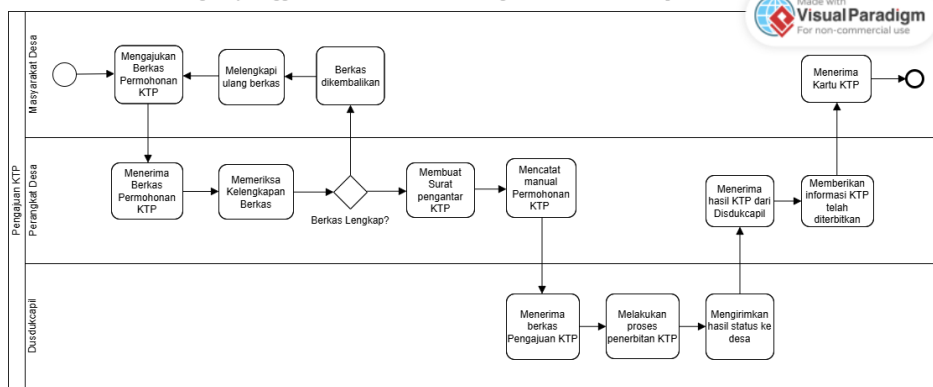 Made with
Visual Paradigm
For non-commercial use
Pengajuan KTP
Masyarakat Desa
Mengajukan
Berkas
Permohonan
KTP
Melengkapi
ulang berkas
Berkas
dikembalikan
Menerima
Kartu KTP
Perangkat Desa
Menerima
Berkas
Permohonan
KTP
Memeriksa
Kelengkapan
Berkas
Berkas Lengkap?
Membuat
Surat
pengantar
KTP
Mencatat
manual
Permohonan
KTP
Menerima
hasil KTP dari
Disdukcapil
Memberikan
informasi KTP
telah
diterbitkan
Dusdukcapil
Menerima
berkas
Pengajuan KTP
Melakukan
proses
penerbitan KTP
Mengirimkan
hasil status ke
desa